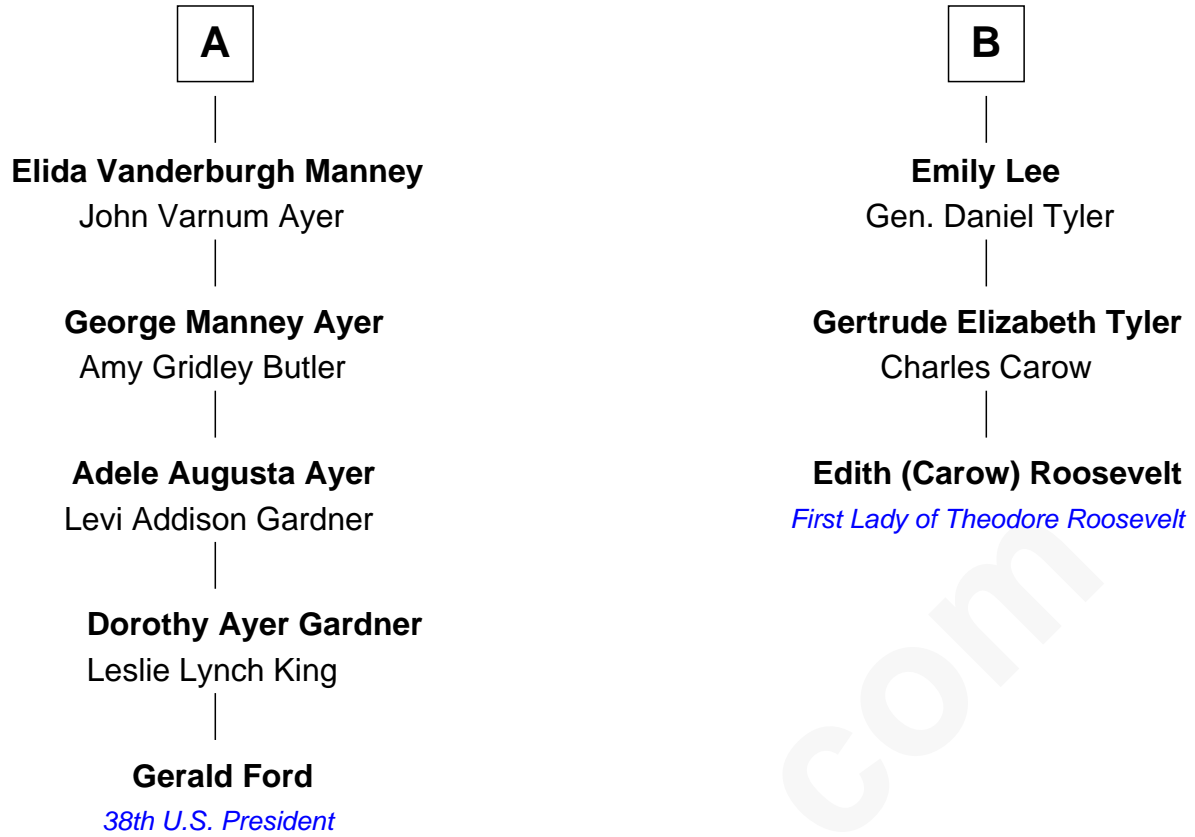 A
Elida Vanderburgh Manney
John Varnum Ayer
George Manney Ayer
Amy Gridley Butler
Adele Augusta Ayer
Levi Addison Gardner
Dorothy Ayer Gardner
Leslie Lynch King
Gerald Ford
38th U.S. President
B
Emily Lee
Gen. Daniel Tyler
Gertrude Elizabeth Tyler
Charles Carow
Edith (Carow) Roosevelt
First Lady of Theodore Roosevelt
com